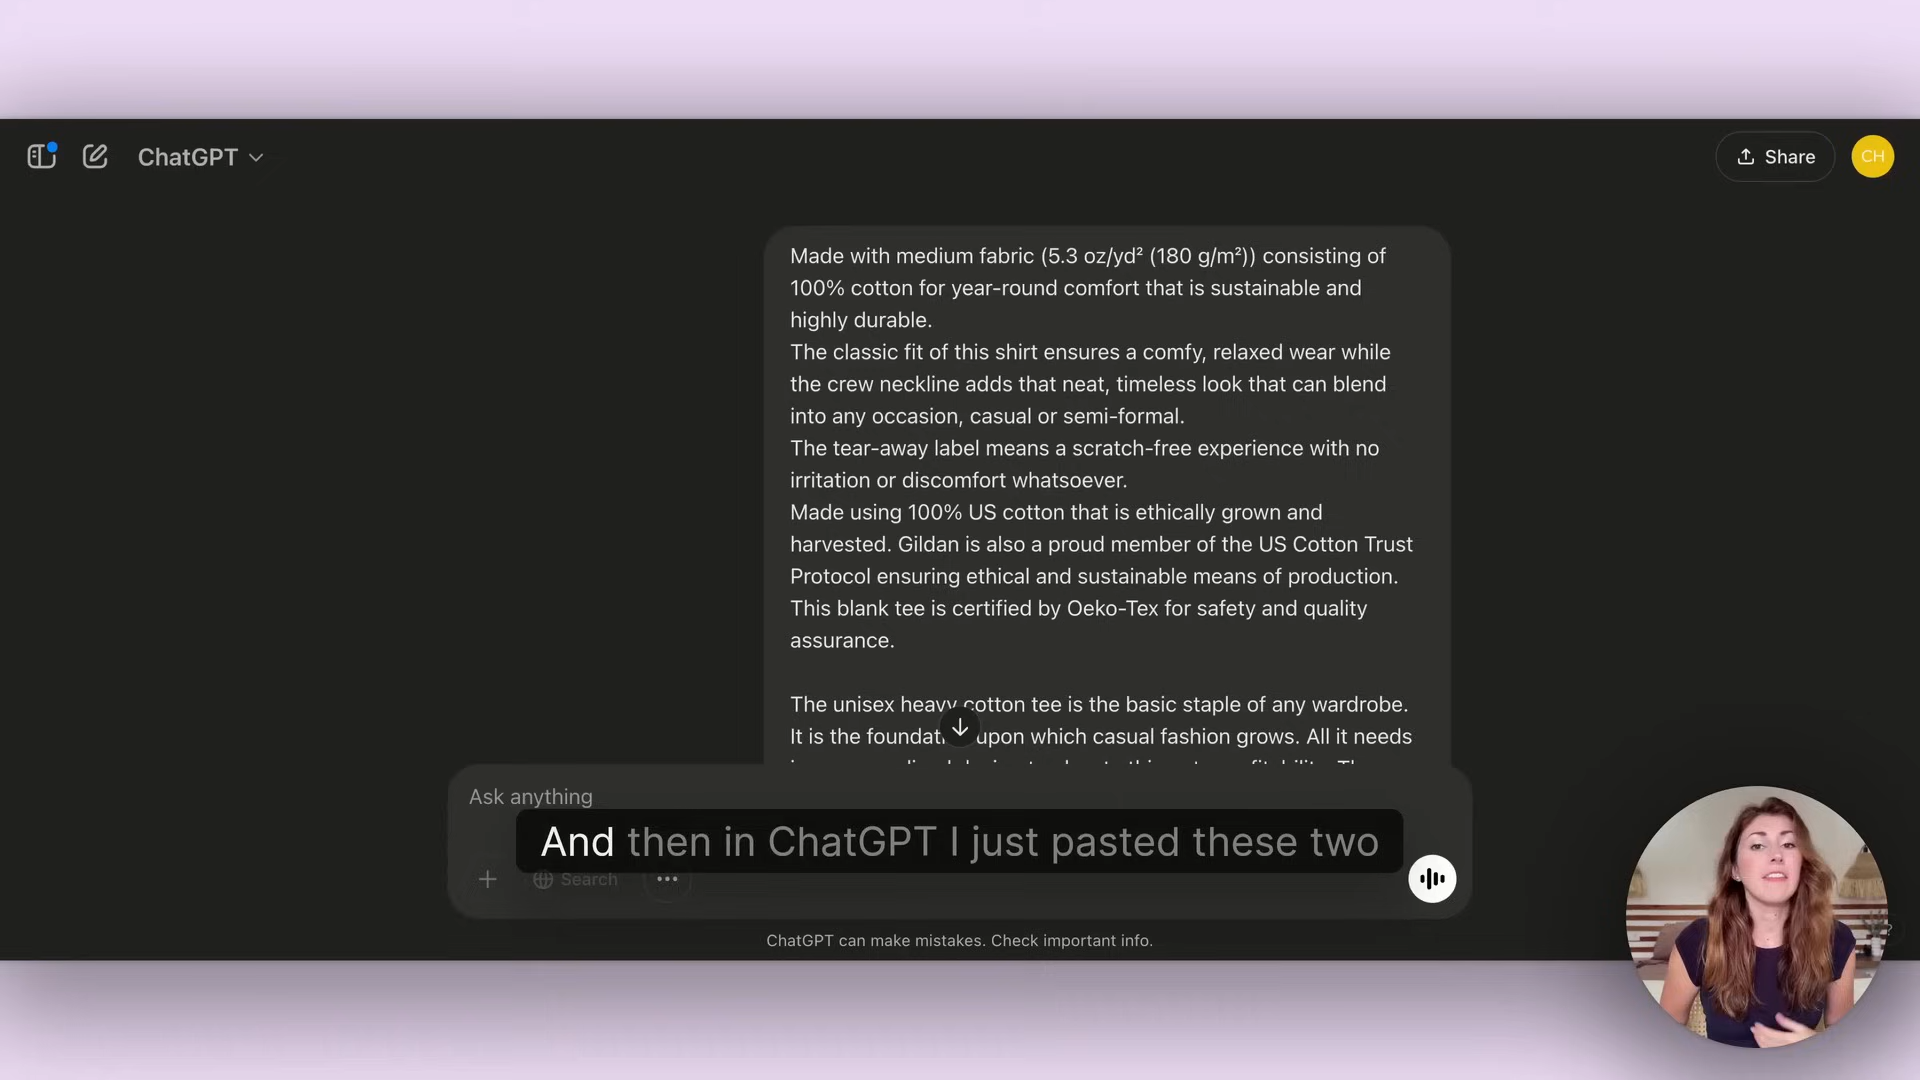 ChatGPT
Share
CH
Made with medium fabric (5.3 oz/yd² (180 g/m²)) consisting of
100% cotton for year-round comfort that is sustainable and
highly durable.
The classic fit of this shirt ensures a comfy, relaxed wear while
the crew neckline adds that neat, timeless look that can blend
into any occasion, casual or semi-formal.
The tear-away label means a scratch-free experience with no
irritation or discomfort whatsoever.
Made using 100% US cotton that is ethically grown and
harvested. Gildan is also a proud member of the US Cotton Trust
Protocol ensuring ethical and sustainable means of production.
This blank tee is certified by Oeko-Tex for safety and quality
assurance.
The unisex heavy cotton tee is the basic staple of any wardrobe.
It is the upon which casual fashion grows. All it needs
Ask anything
And then in ChatGPT I just pasted these two
Search
?
ChatGPT can make mistakes. Check important info.